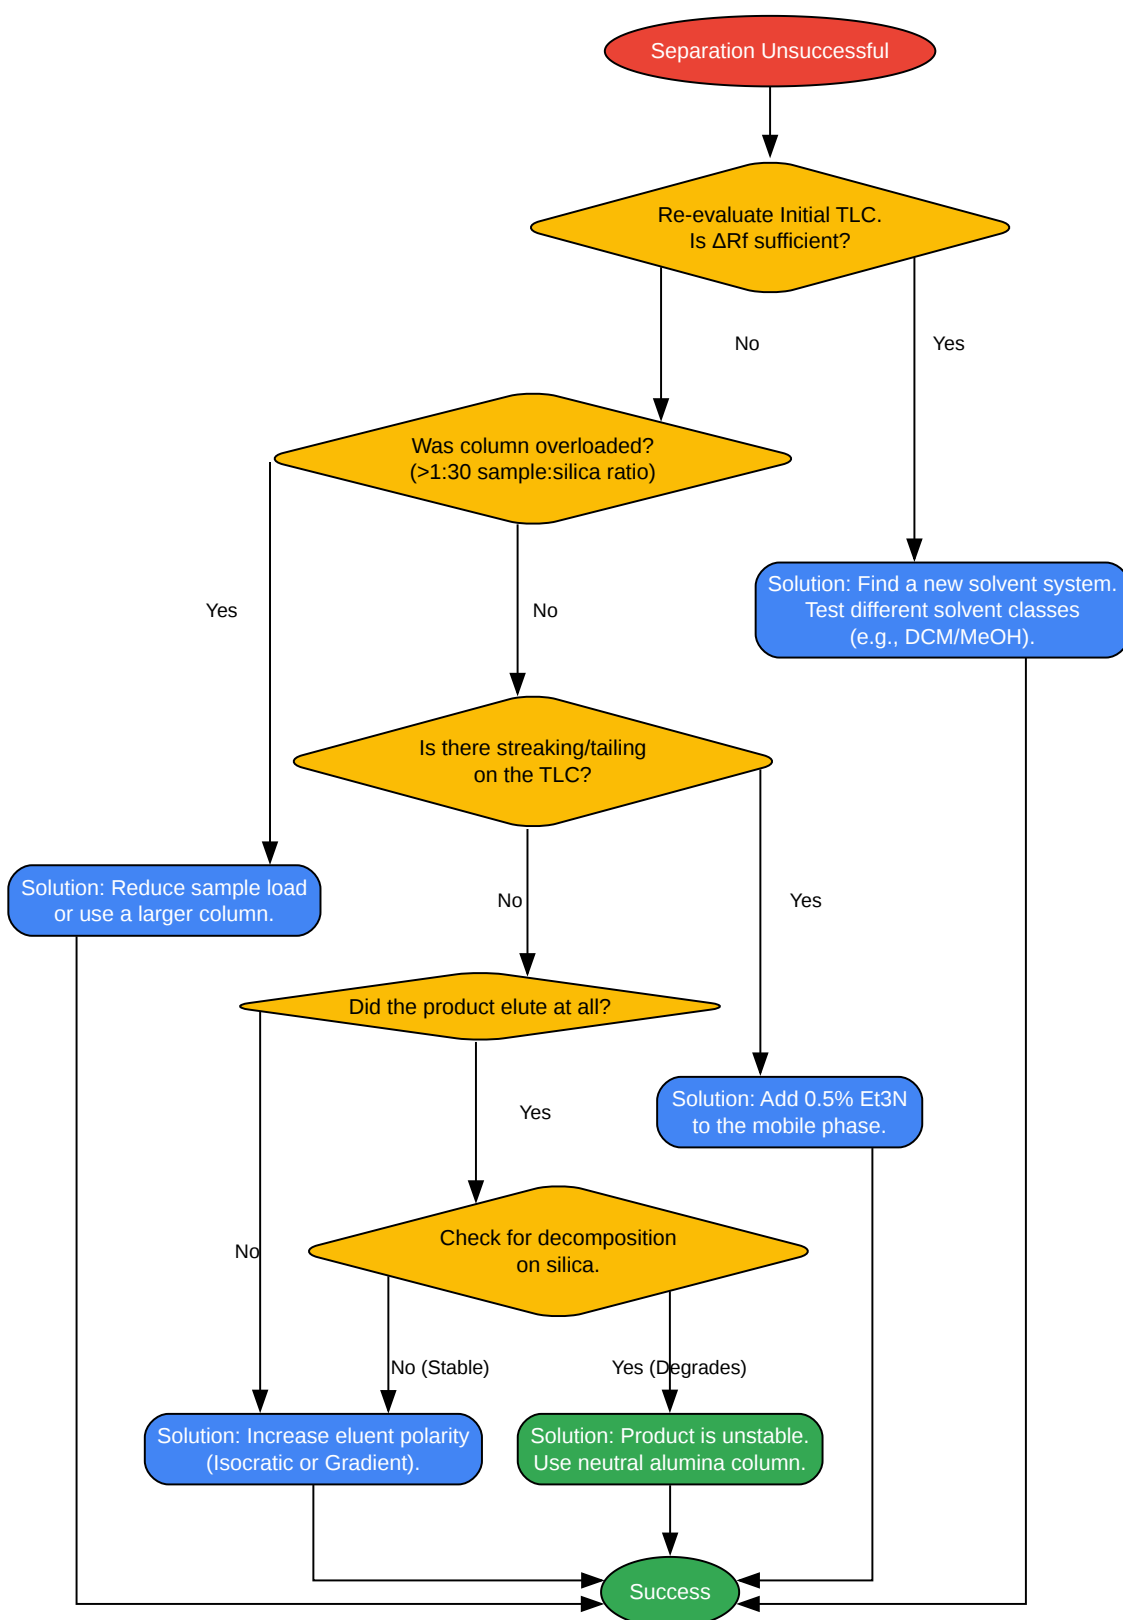 Separation Unsuccessful
Re-evaluate Initial TLC.
Is ΔRf sufficient?
No
Yes
Was column overloaded?
(>1:30 sample:silica ratio)
Yes
No
Solution: Find a new solvent system.
Test different solvent classes
(e.g., DCM/MeOH).
Is there streaking/tailing
on the TLC?
Solution: Reduce sample load
or use a larger column.
No
Yes
Did the product elute at all?
Yes
Solution: Add 0.5% Et3N
to the mobile phase.
No
Check for decomposition
on silica.
No (Stable)
Yes (Degrades)
Solution: Increase eluent polarity
(Isocratic or Gradient).
Solution: Product is unstable.
Use neutral alumina column.
Success